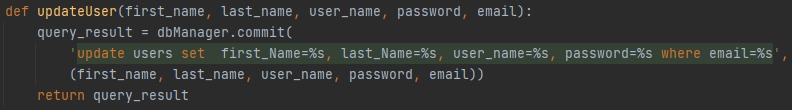 def updateUser(first_name, last_name, user_name, password, email):
query_result = dbManager.commit(
'update users set  first_Name=%s, last_Name=%s, user_name=%s, password=%s where email=%s',
(first_name, last_name, user_name, password, email))
return query_result